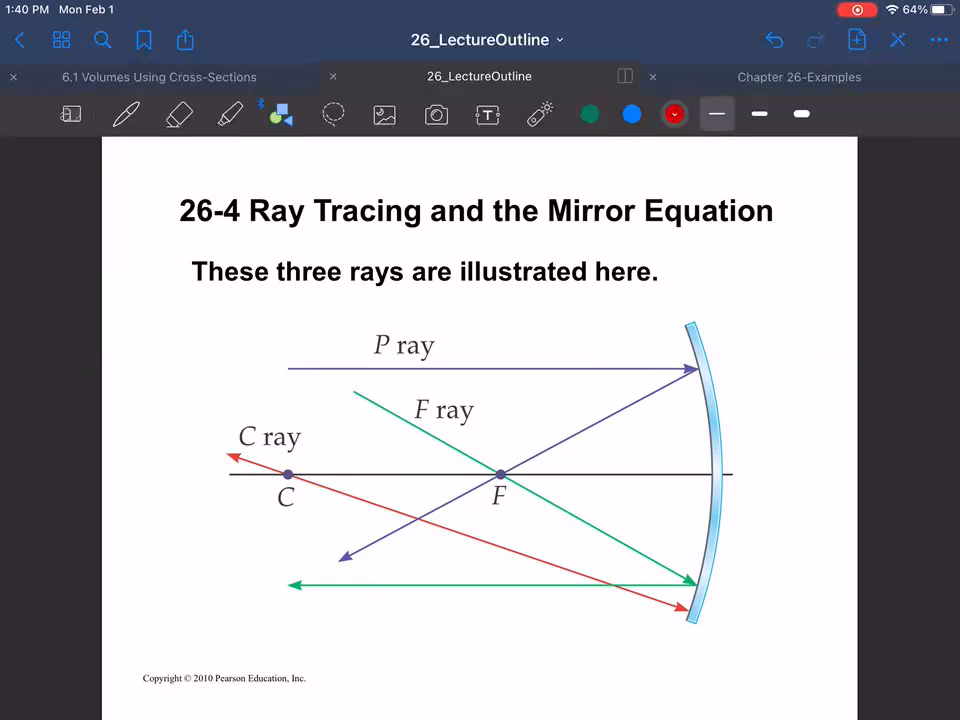 1:40 PM Mon Feb 1 64%
26_LectureOutline
6.1 Volumes Using Cross-Sections 26_LectureOutline Chapter 26-Examples
T
26-4 Ray Tracing and the Mirror Equation
These three rays are illustrated here.
P ray
F ray
C ray
C
F
Copyright © 2010 Pearson Education, Inc.